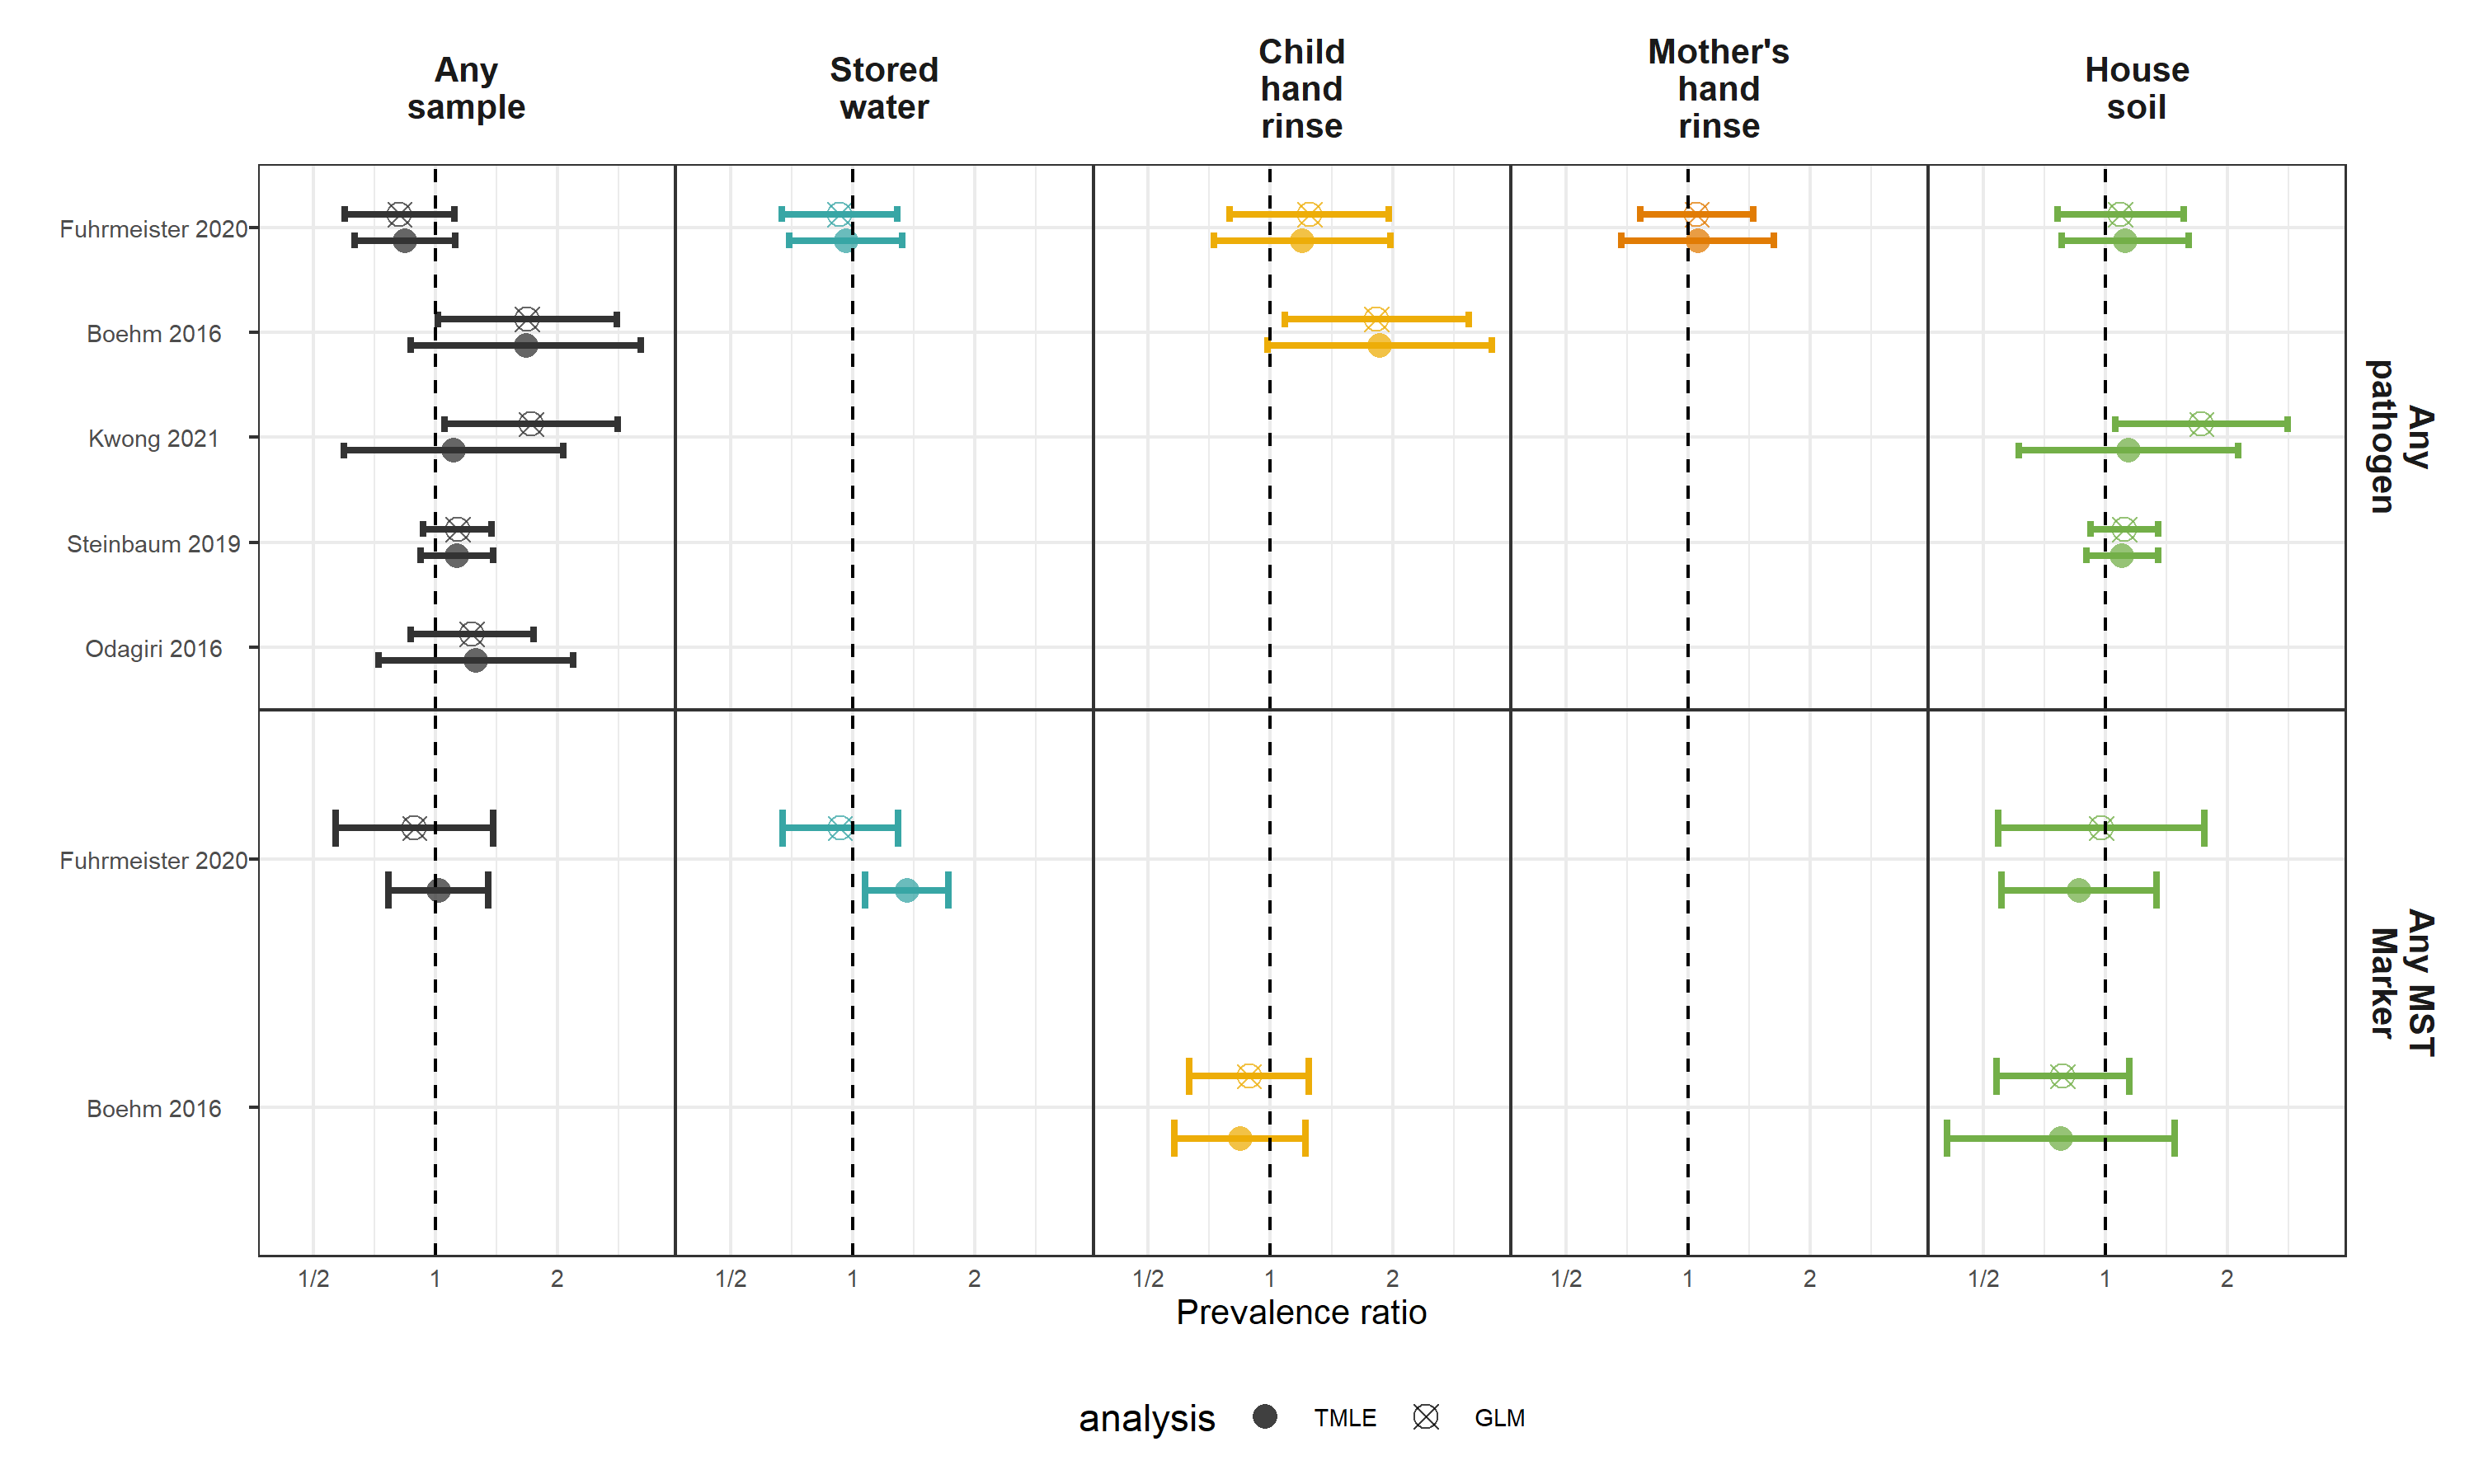 Any
sample
Stored
water
Child
hand
rinse
Mother's
hand
rinse
House
soil
Fuhrmeister 2020
Boehm 2016
Kwong 2021
Steinbaum 2019
Odagiri 2016
Any
pathogen
Fuhrmeister 2020
Boehm 2016
Any MST
Marker
1/2 1 2 1/2 1 2 1/2 1 2 1/2 1 2 1/2 1 2
Prevalence ratio
analysis TMLE GLM